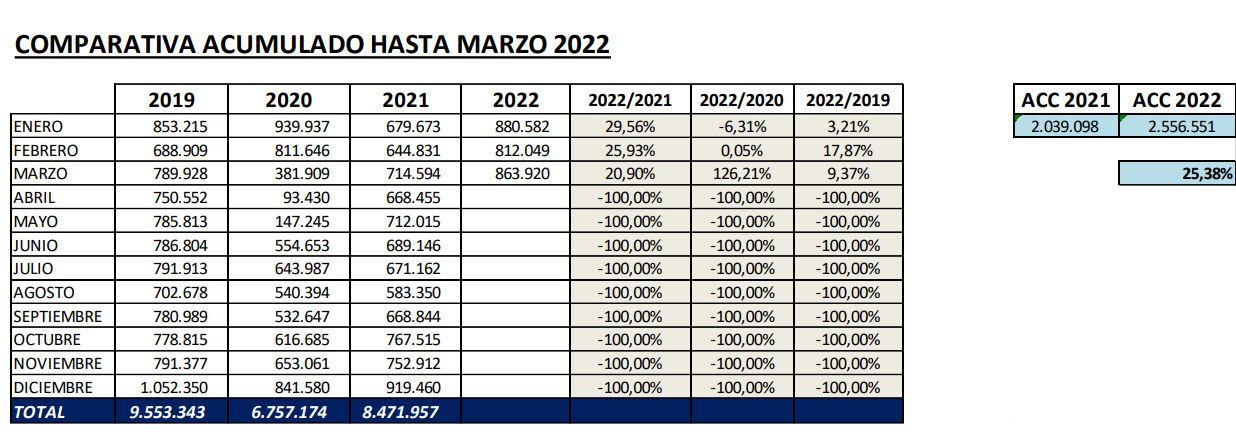 COMPARATIVA ACUMULADO HASTA MARZO 2022
2019 2020 2021 2022 2022/2021 2022/2020 2022/2019 ACC 2021 ACC 2022
ENERO 853.215 939.937 679.673 880.582 29,56% -6,31% 3,21% 2.039.098 2.556.551
FEBRERO 688.909 811.646 644.831 812.049 25,93% 0,05% 17,87%
MARZO 789.928 381.909 714.594 863.920 20,90% 126,21% 9,37% 25,38%
ABRIL 750.552 93.430 668.455 -100,00% -100,00% -100,00%
MAYO 785.813 147.245 712.015 -100,00% -100,00% -100,00%
JUNIO 786.804 554.653 689.146 -100,00% -100,00% -100,00%
JULIO 791.913 643.987 671.162 -100,00% -100,00% -100,00%
AGOSTO 702.678 540.394 583.350 -100,00% -100,00% -100,00%
SEPTIEMBRE 780.989 532.647 668.844 -100,00% -100,00% -100,00%
OCTUBRE 778.815 616.685 767.515 -100,00% -100,00% -100,00%
NOVIEMBRE 791.377 653.061 752.912 -100,00% -100,00% -100,00%
DICIEMBRE 1.052.350 841.580 919.460 -100,00% -100,00% -100,00%
TOTAL 9.553.343 6.757.174 8.471.957